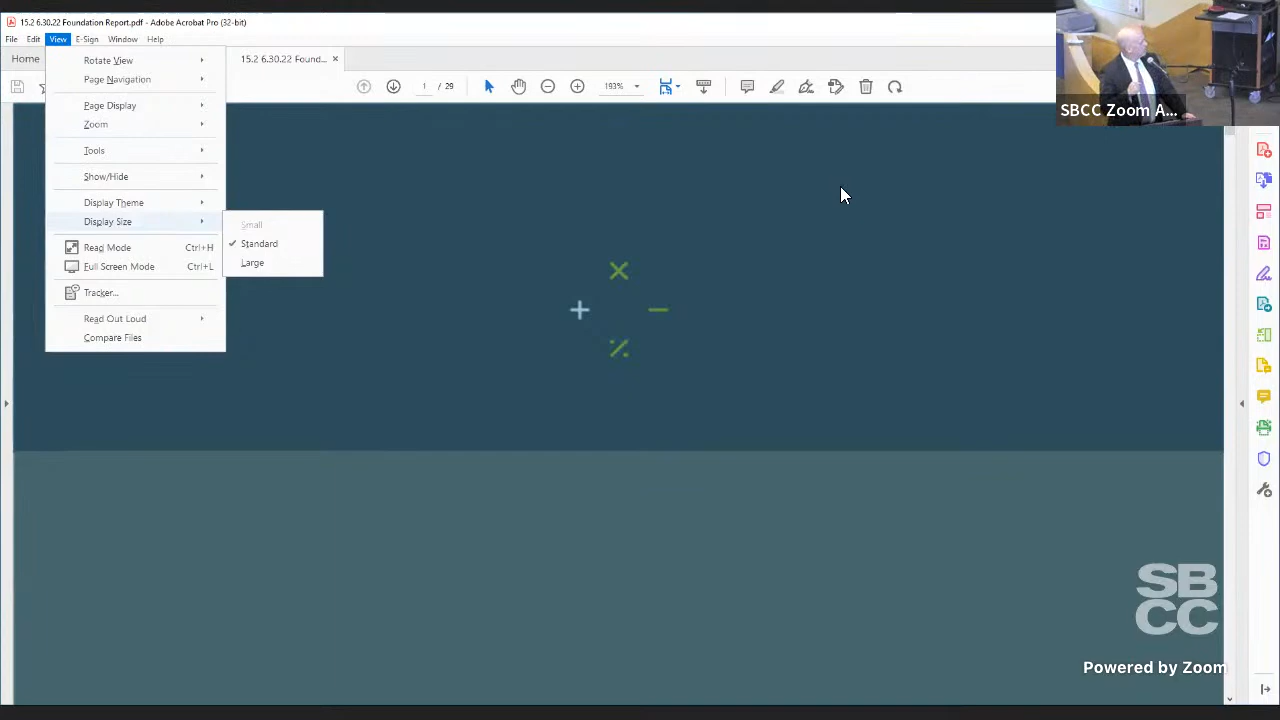 15.2 6.30.22 Foundation Report.pdf - Adobe Acrobat Pro (32-bit)
File Edit View E-Sign Window Help
Home 15.2 6.30.22 Found... ×
1 / 29 193%
Rotate View
Page Navigation
Page Display
Zoom
Tools
Show/Hide
Display Theme
Display Size
Small
Standard
Large
Read Mode Ctrl+H
Full Screen Mode Ctrl+L
Tracker...
Read Out Loud
Compare Files
SBCC Zoom A...
SB
CC
Powered by Zoom